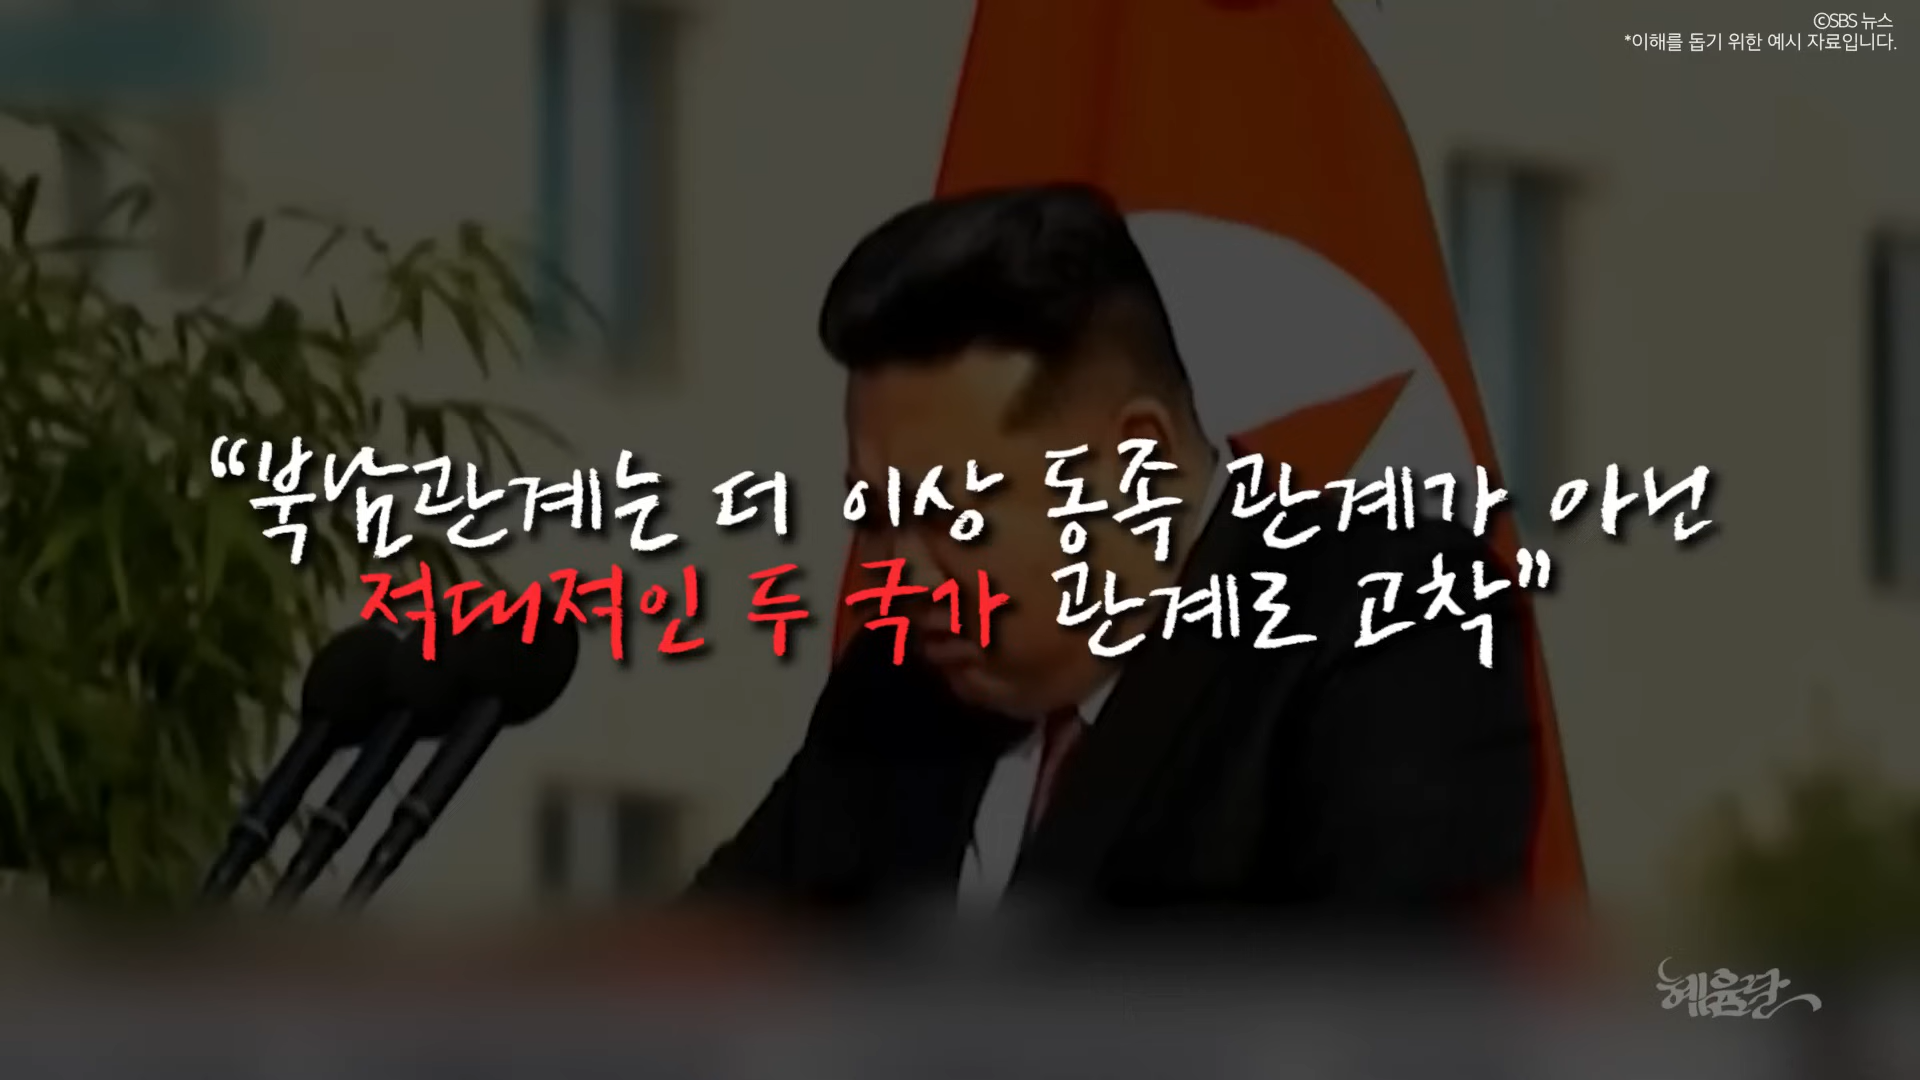 ©SBS 뉴스
*이해를 돕기 위한 예시 자료입니다.
“북남관계는 더 이상 동족 관계가 아닌
적대적인 두 국가 관계로 고착”
혜윰달